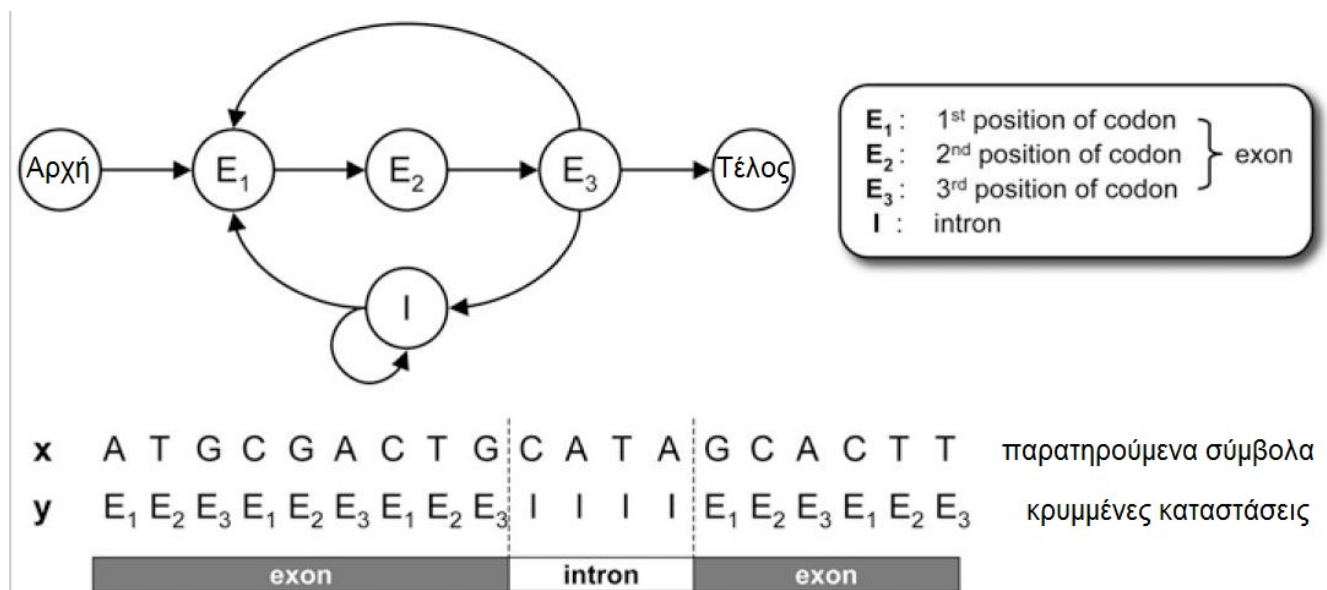 Αρχή E₁ E₂ E₃ Τέλος
I
E₁ : 1ˢᵗ position of codon
E₂ : 2ⁿᵈ position of codon
E₃ : 3ʳᵈ position of codon
exon
I : intron
x A T G C G A C T G C A T A G C A C T T παρατηρούμενα σύμβολα
y E₁ E₂ E₃ E₁ E₂ E₃ E₁ E₂ E₃ I I I I E₁ E₂ E₃ E₁ E₂ E₃ κρυμμένες καταστάσεις
exon intron exon